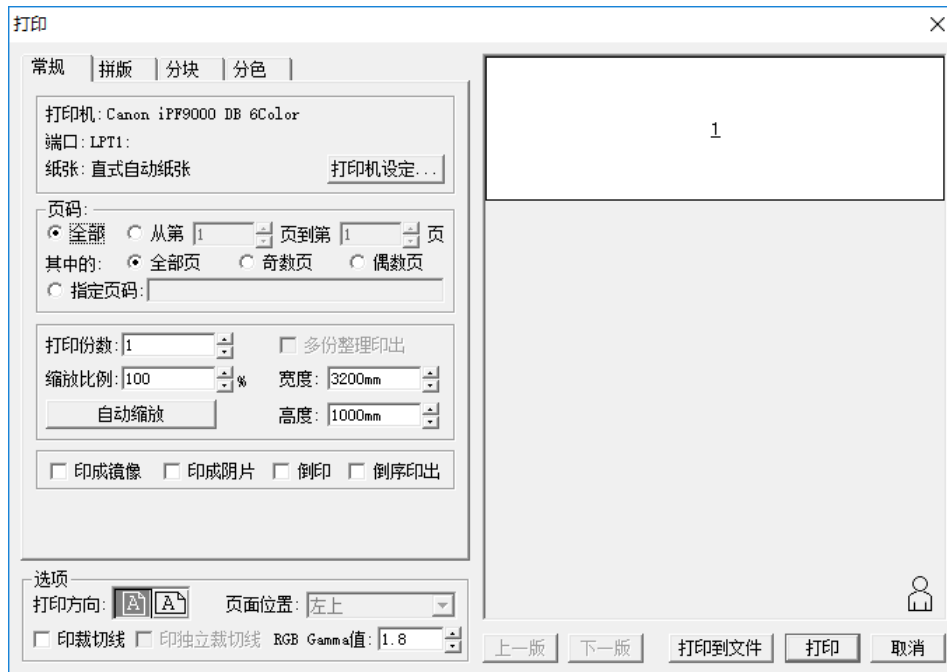 打印
常规 拼版 分块 分色
打印机:Canon iPF9000 DB 6Color
端口:LPT1:
纸张:直式自动纸张 打印机设定...
页码:
全部 从第 1 页到第 1 页
其中的: 全部页 奇数页 偶数页
指定页码:
打印份数:1 多份整理印出
缩放比例:100 % 宽度: 3200mm
自动缩放 高度: 1000mm
印成镜像 印成阴片 倒印 倒序印出
1
选项
打印方向: A A 页面位置: 左上
印裁切线 印独立裁切线 RGB Gamma值: 1.8
上一版 下一版 打印到文件 打印 取消